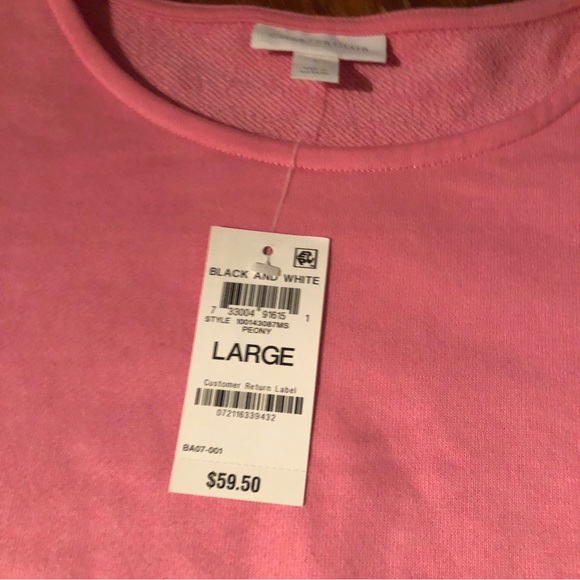 BLACK AND WHITE
7 33004 91615 1
STYLE 100143087MS
PEONY
LARGE
Customer Return Label
072116339432
BA07-001
$59.50